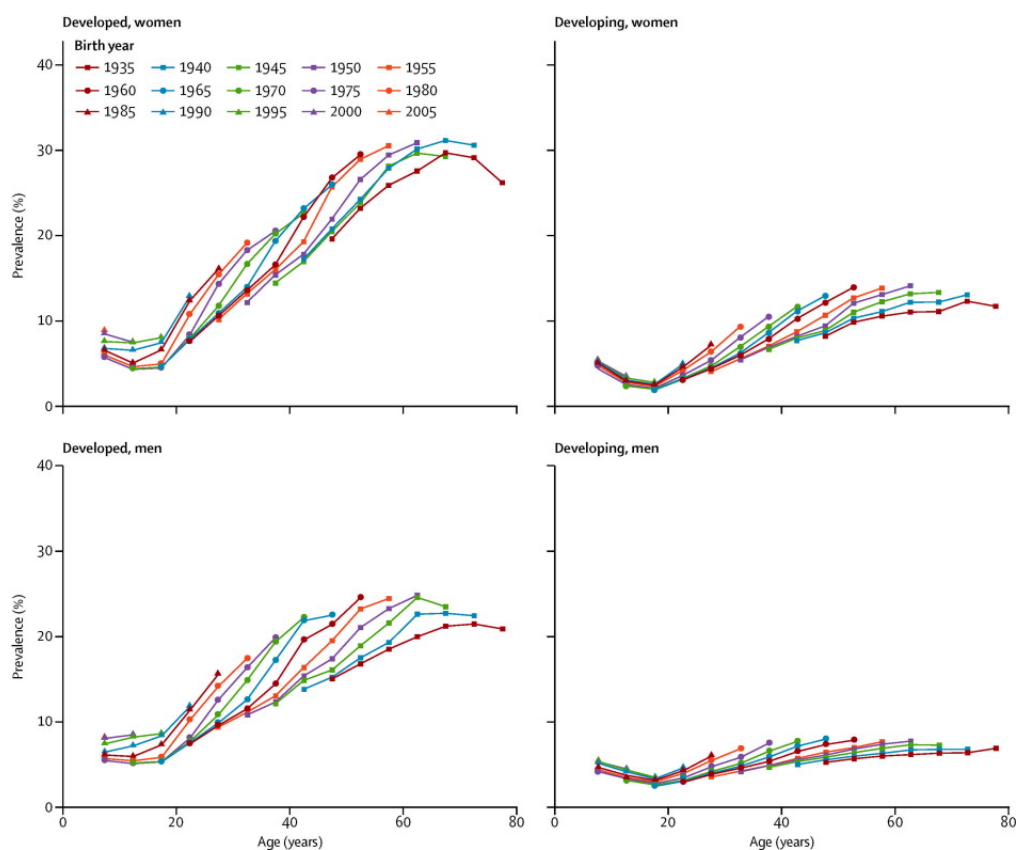 Developed, women
Developing, women
Birth year
1935 1940 1945 1950 1955
1960 1965 1970 1975 1980
1985 1990 1995 2000 2005
40
30
20
10
0
Prevalence (%)
Developed, men
Developing, men
40
30
20
10
0
Prevalence (%)
0 20 40 60 80
0 20 40 60 80
Age (years)
Age (years)